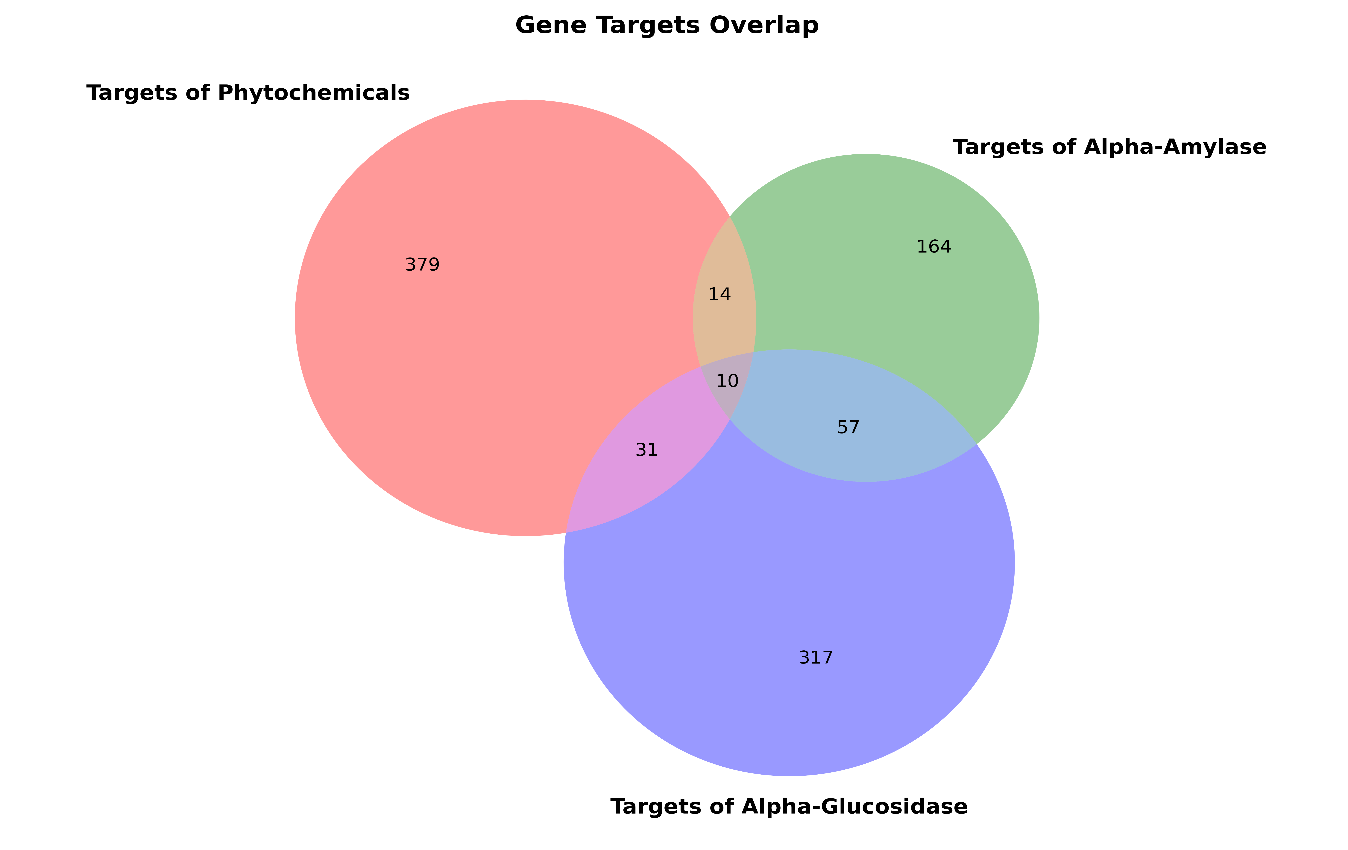 Gene Targets Overlap
Targets of Phytochemicals
Targets of Alpha-Amylase
164
379
14
10
57
31
317
Targets of Alpha-Glucosidase